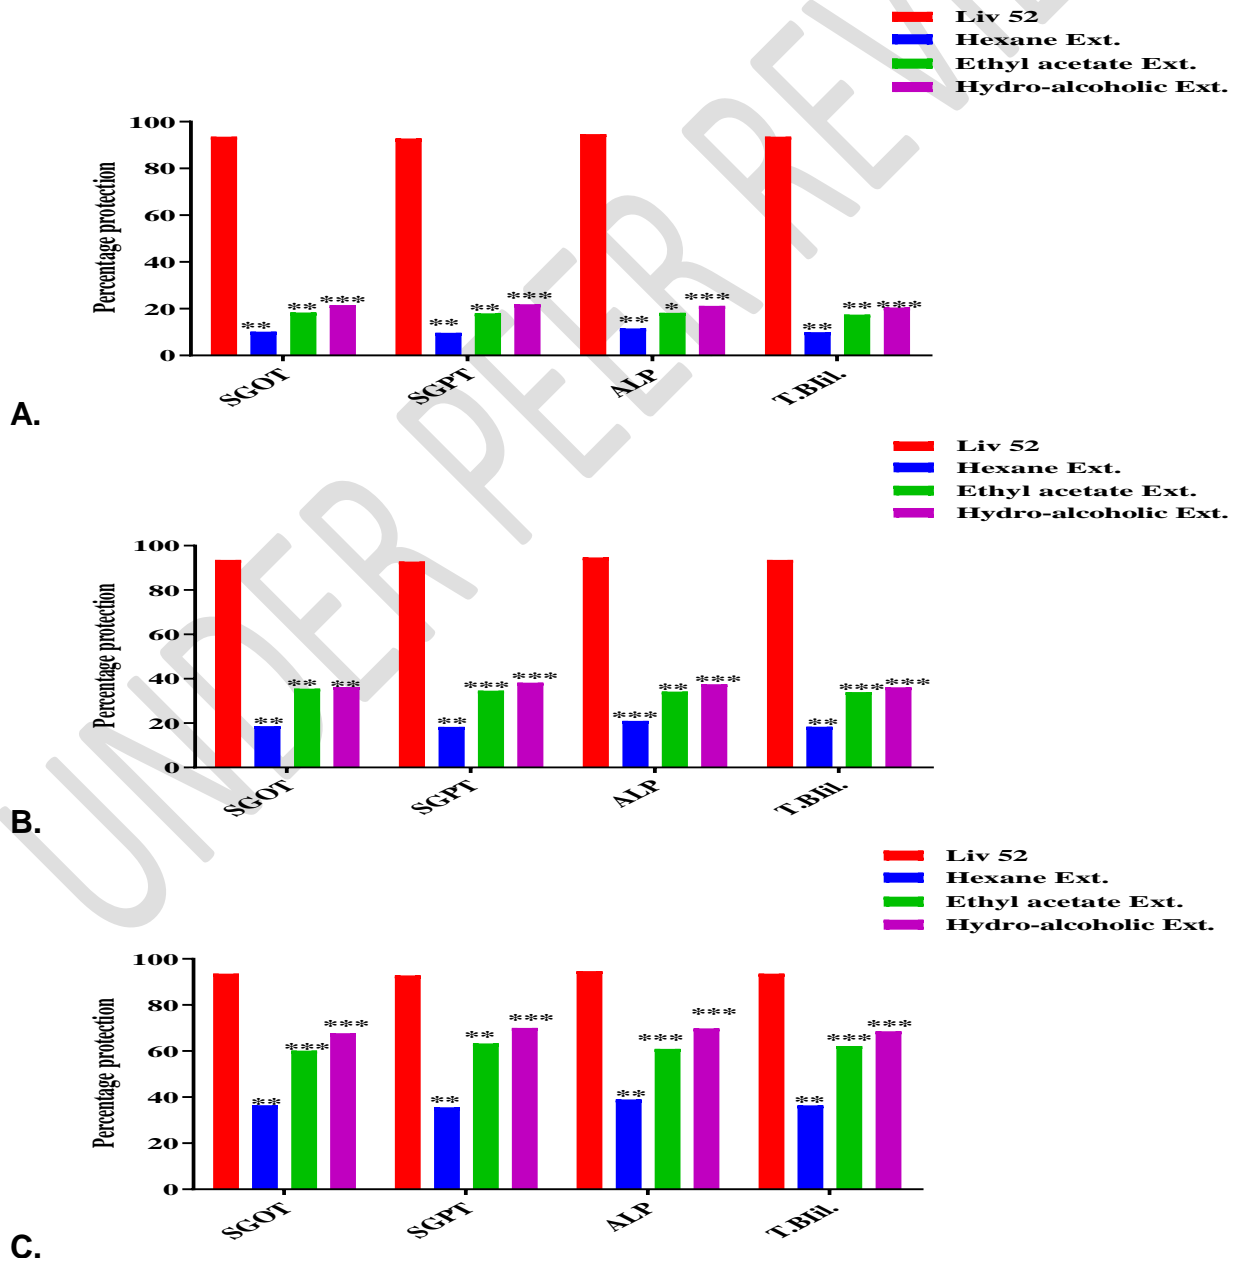 UNDER PEER REVIEW
Liv 52
Hexane Ext.
Ethyl acetate Ext.
Hydro-alcoholic Ext.
Percentage protection
100
80
60
40
20
0
** ** *** ** ** *** ** * *** ** ** ***
SGOT SGPT ALP T.BIil.
A.
Liv 52
Hexane Ext.
Ethyl acetate Ext.
Hydro-alcoholic Ext.
Percentage protection
100
80
60
40
20
0
** ** ** ** *** *** *** ** *** ** *** ***
SGOT SGPT ALP T.BIil.
B.
Liv 52
Hexane Ext.
Ethyl acetate Ext.
Hydro-alcoholic Ext.
Percentage protection
100
80
60
40
20
0
** *** *** ** ** *** ** *** *** ** *** ***
SGOT SGPT ALP T.BIil.
C.